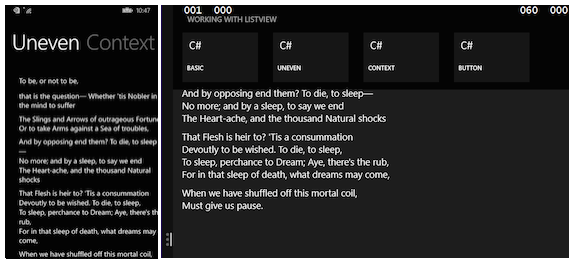 10:47
Uneven Context
To be, or not to be,
that is the question— Whether 'tis Nobler in
the mind to suffer
The Slings and Arrows of outrageous Fortun
Or to take Arms against a Sea of troubles,
And by opposing end them? To die, to sleep
—
No more; and by a sleep, to say we end
The Heart-ache, and the thousand Natural
shocks
That Flesh is heir to? 'Tis a consummation
Devoutly to be wished. To die, to sleep,
To sleep, perchance to Dream; Aye, there's th
rub,
For in that sleep of death, what dreams may
come,
When we have shuffled off this mortal coil,
001 000
060 000
WORKING WITH LISTVIEW
C# C# C# C#
BASIC UNEVEN CONTEXT BUTTON
And by opposing end them? To die, to sleep—
No more; and by a sleep, to say we end
The Heart-ache, and the thousand Natural shocks
That Flesh is heir to? 'Tis a consummation
Devoutly to be wished. To die, to sleep,
To sleep, perchance to Dream; Aye, there's the rub,
For in that sleep of death, what dreams may come,
When we have shuffled off this mortal coil,
Must give us pause.